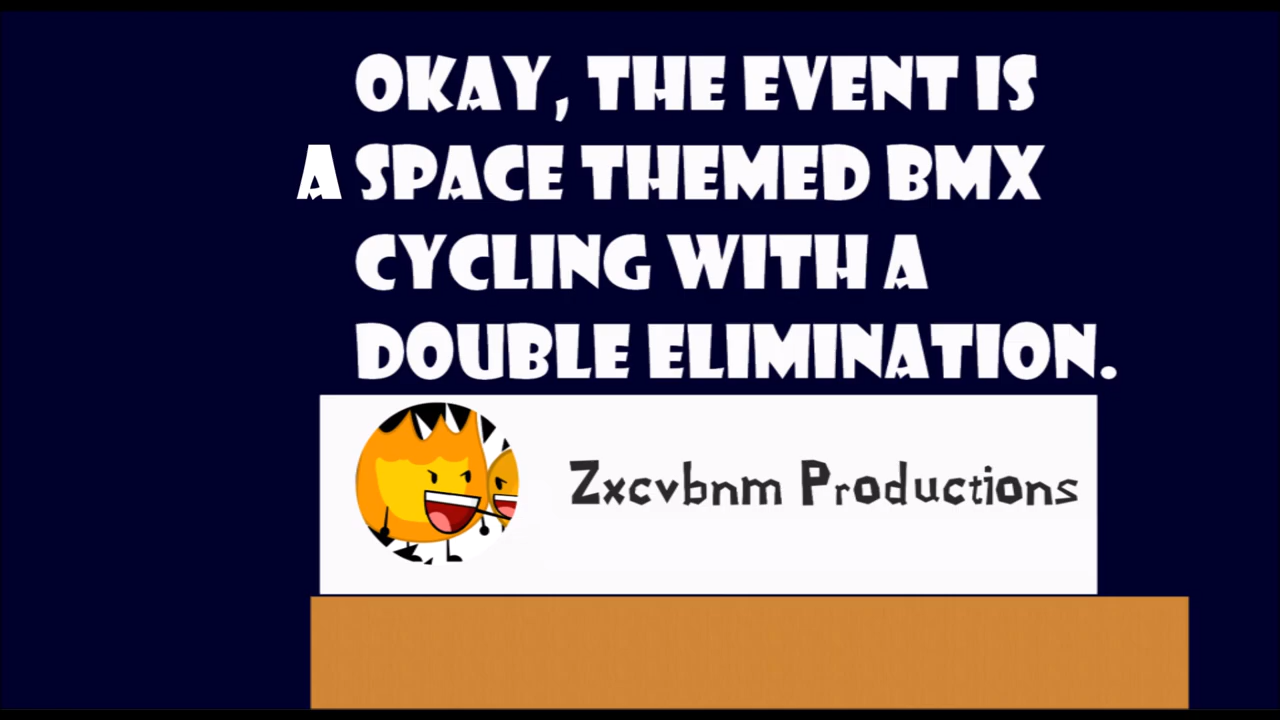 OKAY, THE EVENT IS
A SPACE THEMED BMX
CYCLING WITH A
DOUBLE ELIMINATION.
Zxcvbnm Productions